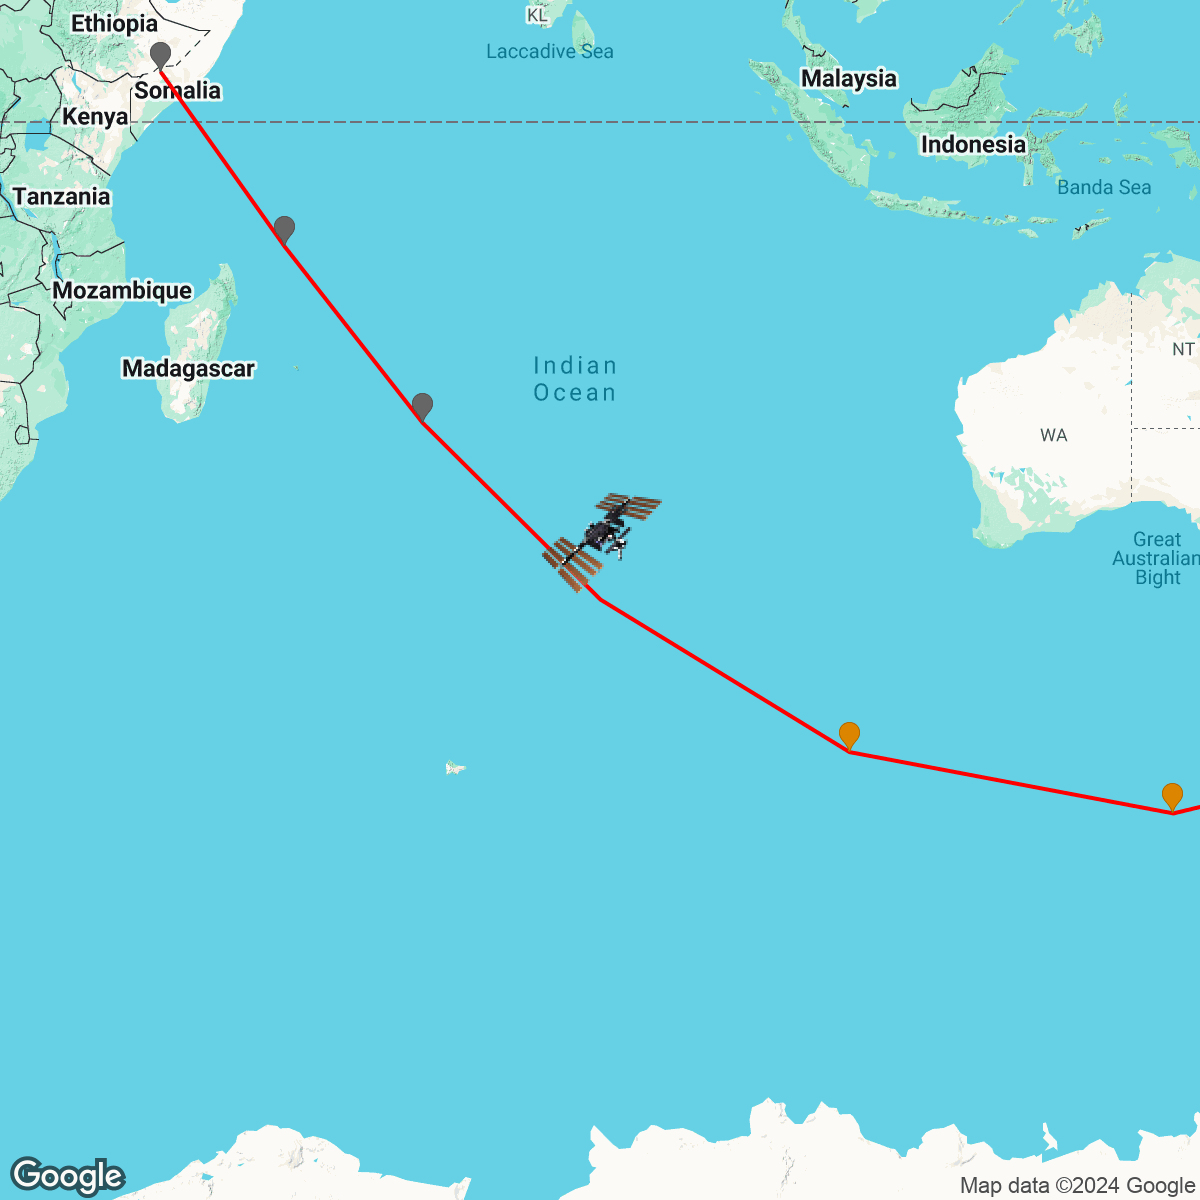 Ethiopia
KL
Laccadive Sea
Malaysia
Somalia
Kenya
Indonesia
Banda Sea
Tanzania
Mozambique
Madagascar
Indian
Ocean
NT
WA
Great
Australian
Bight
Google
Map data ©2024 Google